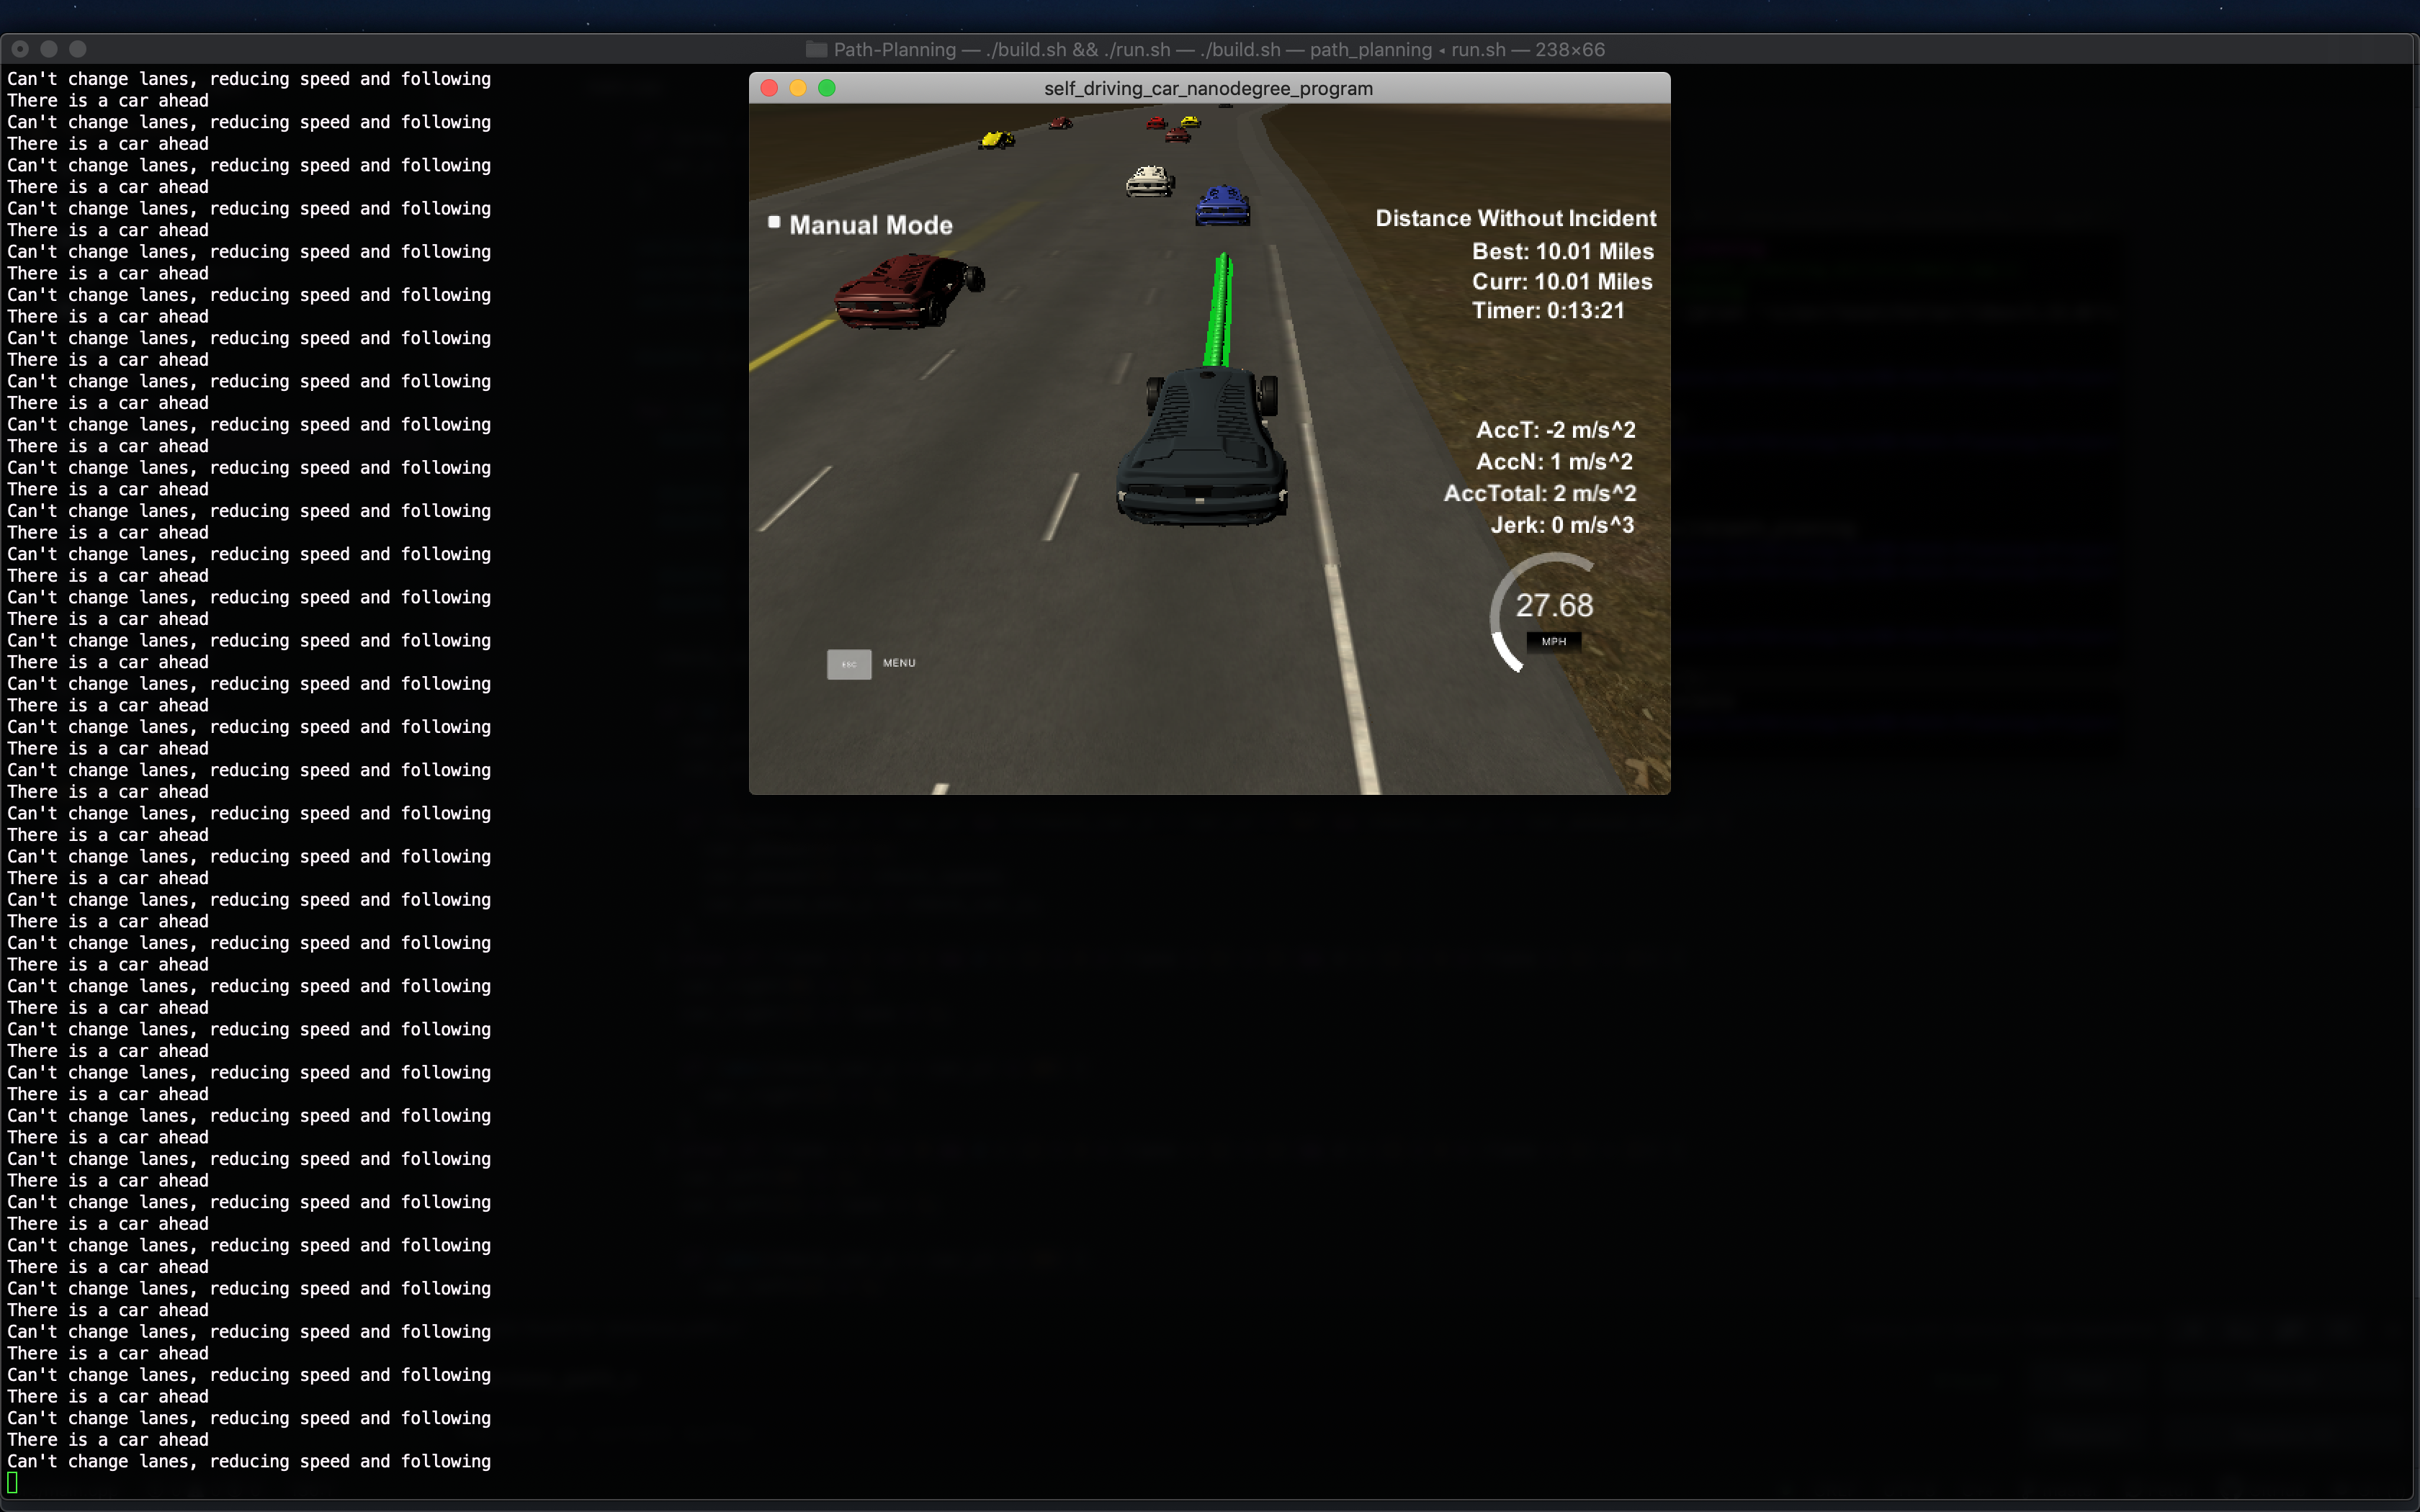 Path-Planning — ./build.sh && ./run.sh — ./build.sh — path_planning ◂ run.sh — 238×66
Can't change lanes, reducing speed and following
There is a car ahead
Can't change lanes, reducing speed and following
There is a car ahead
Can't change lanes, reducing speed and following
There is a car ahead
Can't change lanes, reducing speed and following
There is a car ahead
Can't change lanes, reducing speed and following
There is a car ahead
Can't change lanes, reducing speed and following
There is a car ahead
Can't change lanes, reducing speed and following
There is a car ahead
Can't change lanes, reducing speed and following
There is a car ahead
Can't change lanes, reducing speed and following
There is a car ahead
Can't change lanes, reducing speed and following
There is a car ahead
Can't change lanes, reducing speed and following
There is a car ahead
Can't change lanes, reducing speed and following
There is a car ahead
Can't change lanes, reducing speed and following
There is a car ahead
Can't change lanes, reducing speed and following
There is a car ahead
Can't change lanes, reducing speed and following
There is a car ahead
Can't change lanes, reducing speed and following
There is a car ahead
Can't change lanes, reducing speed and following
There is a car ahead
Can't change lanes, reducing speed and following
There is a car ahead
Can't change lanes, reducing speed and following
There is a car ahead
Can't change lanes, reducing speed and following
There is a car ahead
Can't change lanes, reducing speed and following
There is a car ahead
Can't change lanes, reducing speed and following
There is a car ahead
Can't change lanes, reducing speed and following
There is a car ahead
Can't change lanes, reducing speed and following
There is a car ahead
Can't change lanes, reducing speed and following
There is a car ahead
Can't change lanes, reducing speed and following
There is a car ahead
Can't change lanes, reducing speed and following
There is a car ahead
Can't change lanes, reducing speed and following
There is a car ahead
Can't change lanes, reducing speed and following
There is a car ahead
Can't change lanes, reducing speed and following
There is a car ahead
Can't change lanes, reducing speed and following
There is a car ahead
Can't change lanes, reducing speed and following
There is a car ahead
Can't change lanes, reducing speed and following
self_driving_car_nanodegree_program
Manual Mode
Distance Without Incident
Best: 10.01 Miles
Curr: 10.01 Miles
Timer: 0:13:21
AccT: -2 m/s^2
AccN: 1 m/s^2
AccTotal: 2 m/s^2
Jerk: 0 m/s^3
27.68
MPH
ESC MENU